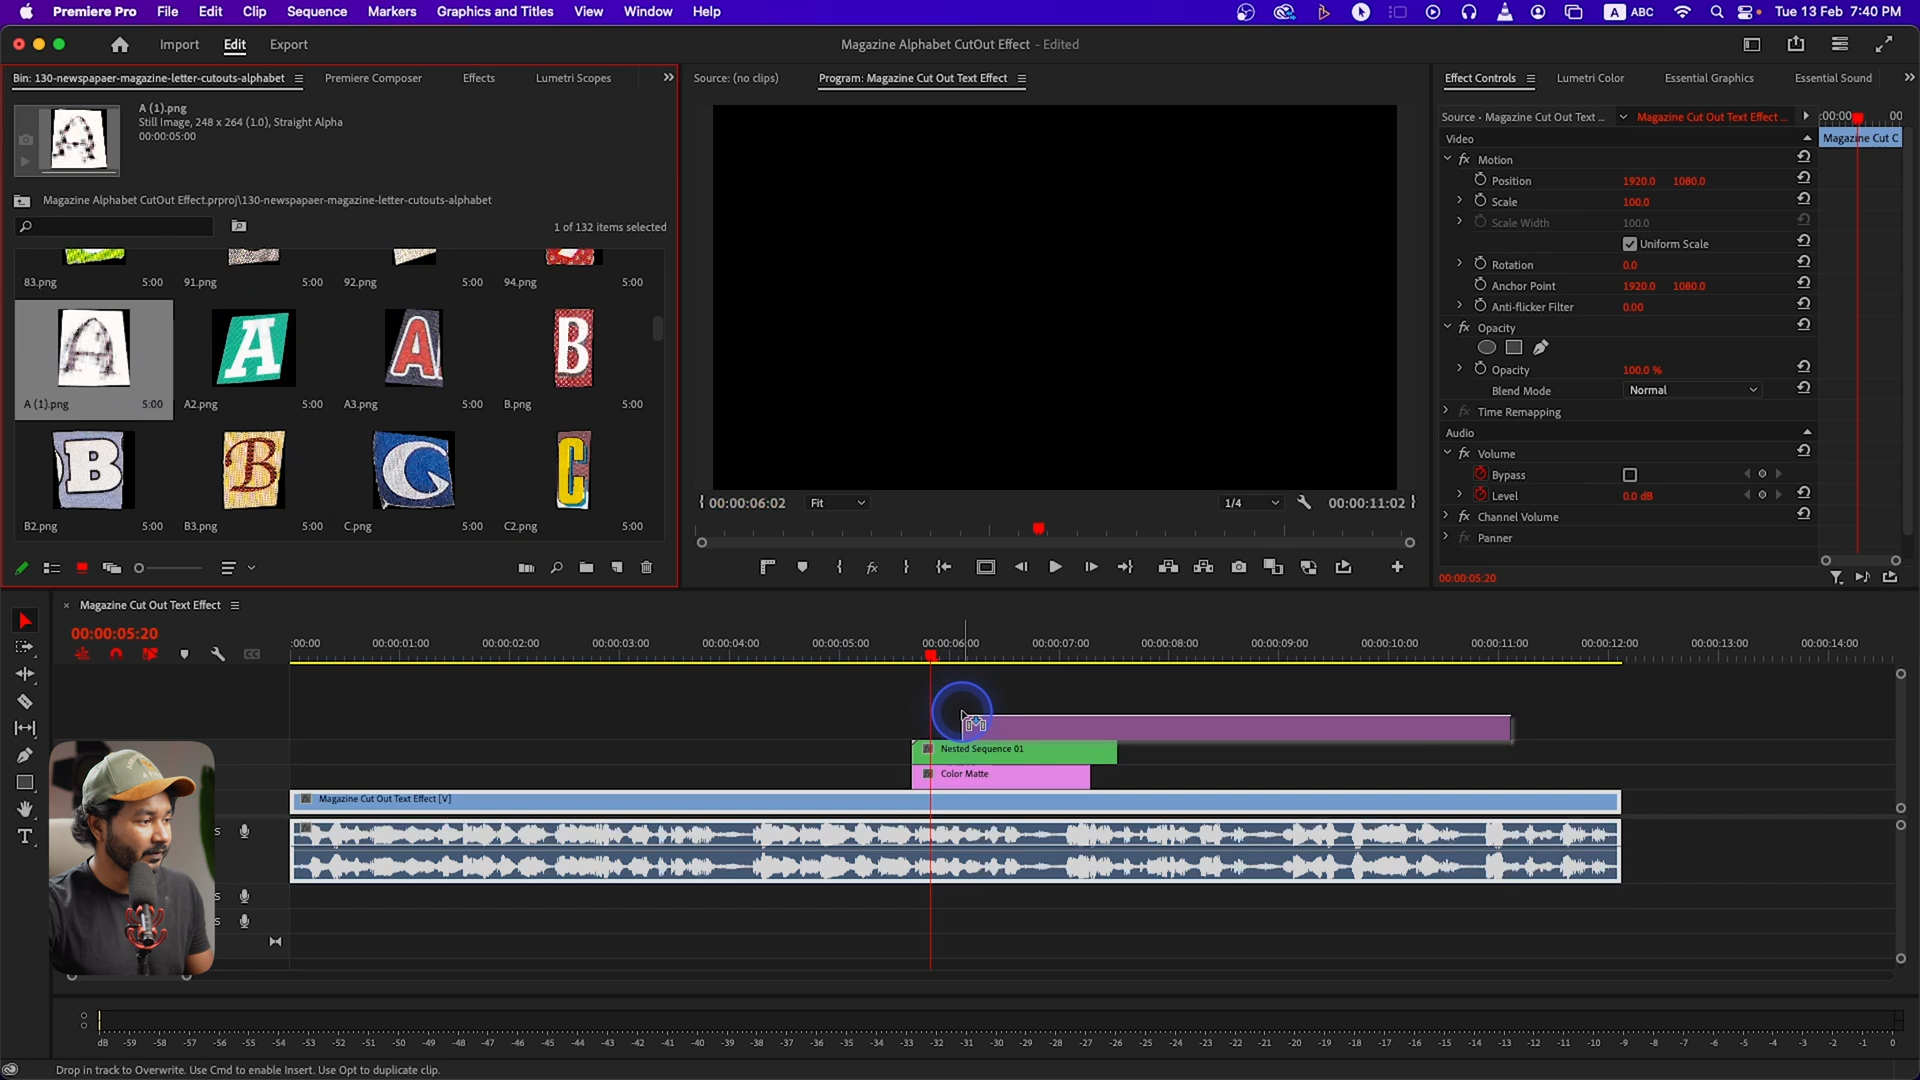 Premiere Pro File Edit Clip Sequence Markers Graphics and Titles View Window Help A ABC Tue 13 Feb 7:40 PM
Import Edit Export Magazine Alphabet CutOut Effect - Edited
Bin: 130-newspapaer-magazine-letter-cutouts-alphabet Premiere Composer Effects Lumetri Scopes
Source: (no clips) Program: Magazine Cut Out Text Effect
Effect Controls Lumetri Color Essential Graphics Essential Sound
A (1).png
Still Image, 248 x 264 (1.0), Straight Alpha
00:00:05:00
Magazine Alphabet CutOut Effect.prproj\130-newspapaer-magazine-letter-cutouts-alphabet
1 of 132 items selected
83.png 5:00 91.png 5:00 92.png 5:00 94.png 5:00
A A A B
A (1).png 5:00 A2.png 5:00 A3.png 5:00 B.png 5:00
B B C C
B2.png 5:00 B3.png 5:00 C.png 5:00 C2.png 5:00
00:00:06:02 Fit 1/4 00:00:11:02
Source • Magazine Cut Out Text ... Magazine Cut Out Text Effect ... :00:00 00
Video Magazine Cut C
fx Motion
Position 1920.0 1080.0
Scale 100.0
Scale Width 100.0
Uniform Scale
Rotation 0.0
Anchor Point 1920.0 1080.0
Anti-flicker Filter 0.00
fx Opacity
Opacity 100.0 %
Blend Mode Normal
fx Time Remapping
Audio
fx Volume
Bypass
Level 0.0 dB
fx Channel Volume
fx Panner
00:00:05:20
× Magazine Cut Out Text Effect
00:00:05:20
:00:00 00:00:01:00 00:00:02:00 00:00:03:00 00:00:04:00 00:00:05:00 00:00:06:00 00:00:07:00 00:00:08:00 00:00:09:00 00:00:10:00 00:00:11:00 00:00:12:00 00:00:13:00 00:00:14:00
Nested Sequence 01
Color Matte
Magazine Cut Out Text Effect [V]
S
S
S
dB -59 -57 -56 -55 -54 -53 -52 -51 -50 -49 -48 -47 -46 -45 -44 -43 -42 -41 -40 -39 -38 -37 -36 -35 -34 -33 -32 -31 -30 -29 -28 -27 -26 -25 -24 -23 -22 -21 -20 -19 -18 -17 -16 -15 -14 -13 -12 -11 -10 -9 -8 -7 -6 -5 -4 -3 -2 -1 0
Drop in track to Overwrite. Use Cmd to enable Insert. Use Opt to duplicate clip.